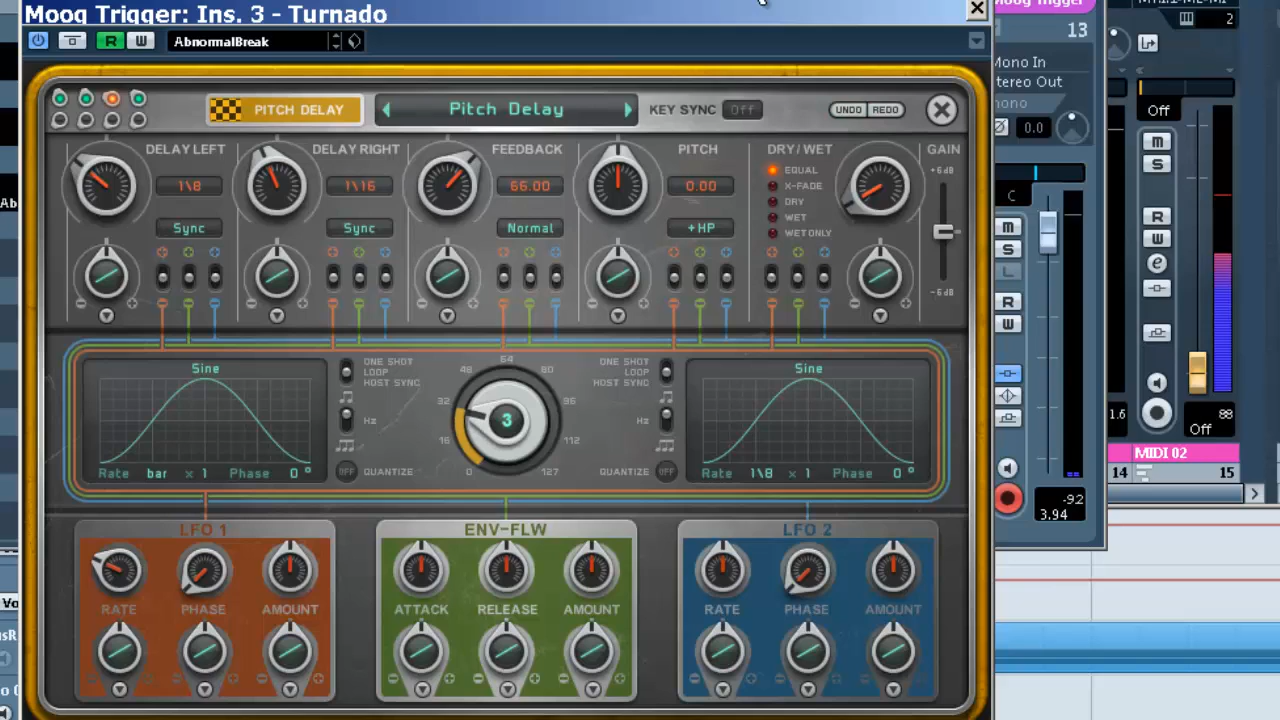 Moog Trigger: Ins. 3 - Turnado
R W AbnormalBreak
PITCH DELAY Pitch Delay KEY SYNC Off UNDO REDO
DELAY LEFT DELAY RIGHT FEEDBACK PITCH DRY/WET GAIN
EQUAL +6dB
1\8 1\16 66.00 0.00 X-FADE
DRY
WET
Sync Sync Normal +HP WET ONLY
-6dB
Sine
ONE SHOT
LOOP
HOST SYNC
Hz
QUANTIZE
OFF
Rate bar x 1 Phase 0°
0 16 32 48 64 80 96 112 127
3
ONE SHOT
LOOP
HOST SYNC
Hz
QUANTIZE
OFF
Sine
Rate 1\8 x 1 Phase 0°
LFO 1 ENV-FLW LFO 2
RATE PHASE AMOUNT ATTACK RELEASE AMOUNT RATE PHASE AMOUNT
Moog Trigger
13
Mono In
tereo Out
mono
0.0
C
M
S
L
R
W
-92
3.94
2
Off
M
S
R
W
e
1.6
88
Off
MIDI 02
14 15
Ab
Vo